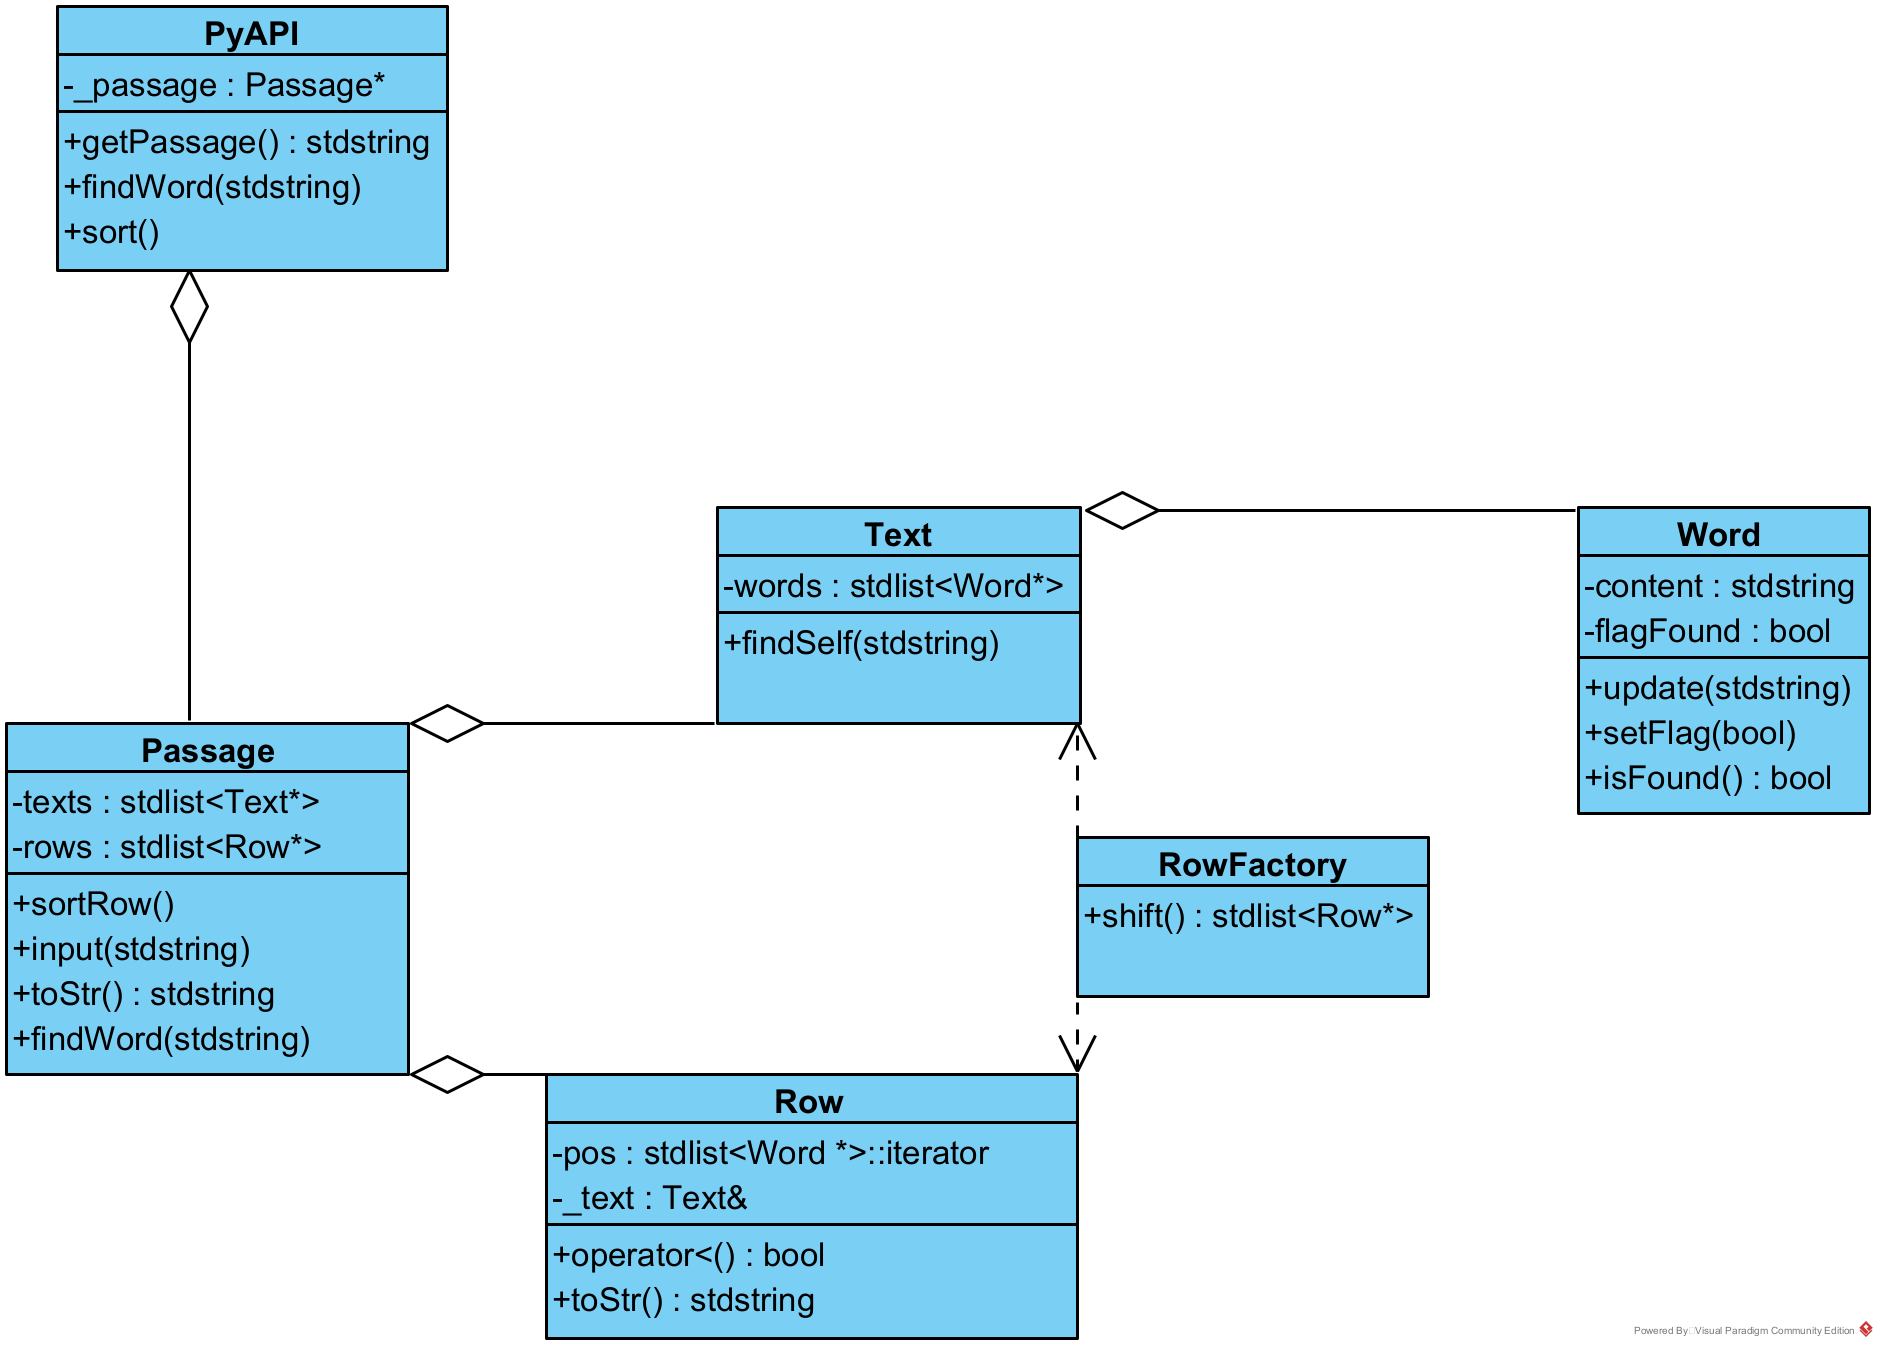 PyAPI
-_passage : Passage*
+getPassage() : stdstring
+findWord(stdstring)
+sort()
Text
-words : stdlist<Word*>
+findSelf(stdstring)
Word
-content : stdstring
-flagFound : bool
+update(stdstring)
+setFlag(bool)
+isFound() : bool
Passage
-texts : stdlist<Text*>
-rows : stdlist<Row*>
+sortRow()
+input(stdstring)
+toStr() : stdstring
+findWord(stdstring)
RowFactory
+shift() : stdlist<Row*>
Row
-pos : stdlist<Word *>::iterator
-_text : Text&
+operator<() : bool
+toStr() : stdstring
Powered By Visual Paradigm Community Edition